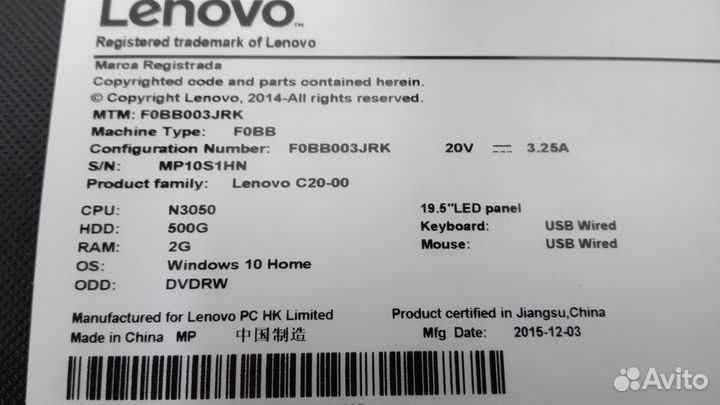 Lenovo™
Registered trademark of Lenovo
Marca Registrada
Copyrighted code and parts contained herein.
© Copyright Lenovo, 2014-All rights reserved.
MTM: F0BB003JRK
Machine Type: F0BB
Configuration Number: F0BB003JRK 20V ⎓ 3.25A
S/N: MP10S1HN
Product family: Lenovo C20-00
CPU: N3050 19.5"LED panel
HDD: 500G Keyboard: USB Wired
RAM: 2G Mouse: USB Wired
OS: Windows 10 Home
ODD: DVDRW
Manufactured for Lenovo PC HK Limited Product certified in Jiangsu,China
Made in China MP 中国制造 Mfg Date: 2015-12-03
Avito